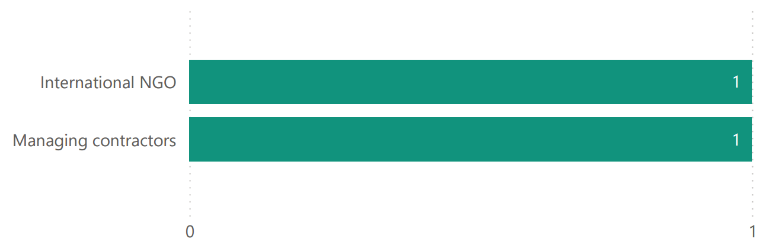 International NGO 1
Managing contractors 1
0 1